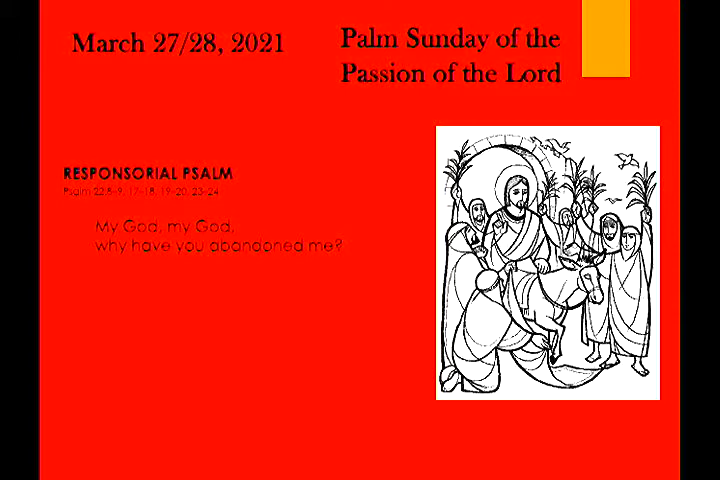 March 27/28, 2021
Palm Sunday of the
Passion of the Lord
RESPONSORIAL PSALM
Psalm 22:8-9, 17-18, 19-20, 23-24
My God, my God,
why have you abandoned me?